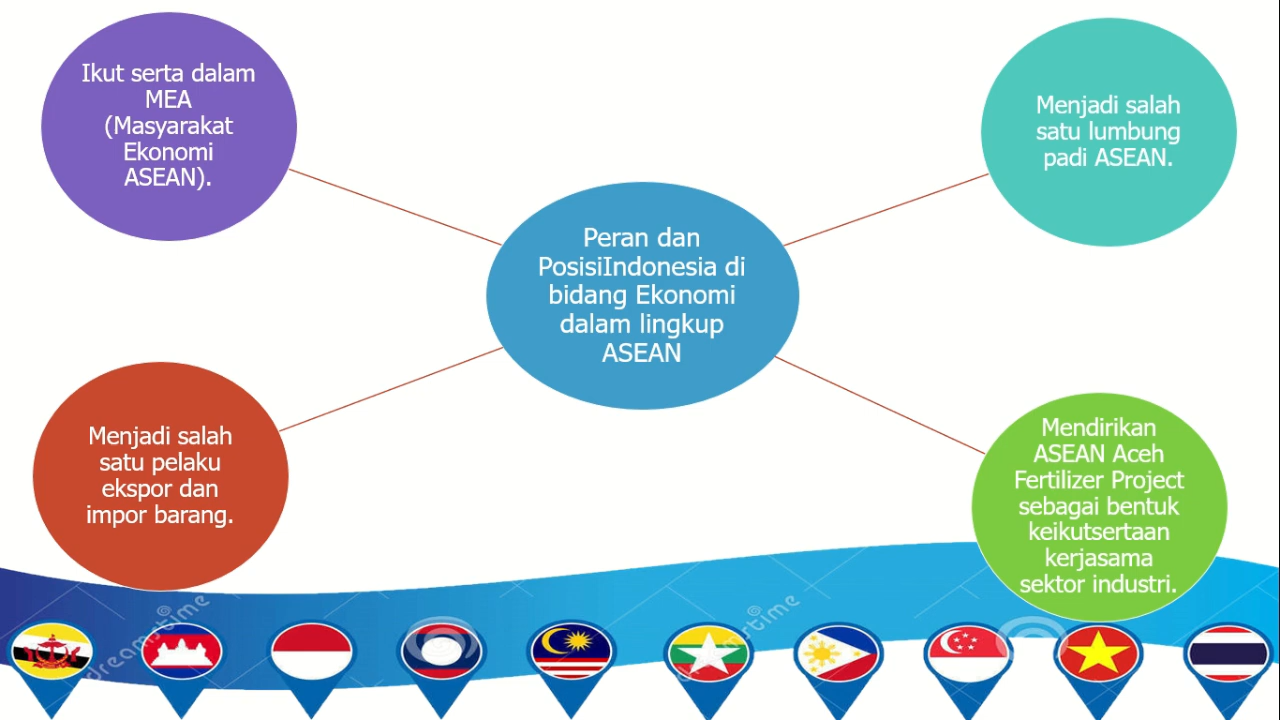 Ikut serta dalam
MEA
(Masyarakat
Ekonomi
ASEAN).
Menjadi salah
satu lumbung
padi ASEAN.
Peran dan
PosisiIndonesia di
bidang Ekonomi
dalam lingkup
ASEAN
Menjadi salah
satu pelaku
ekspor dan
impor barang.
Mendirikan
ASEAN Aceh
Fertilizer Project
sebagai bentuk
keikutsertaan
kerjasama
sektor industri.
dreamstime
dreamstime